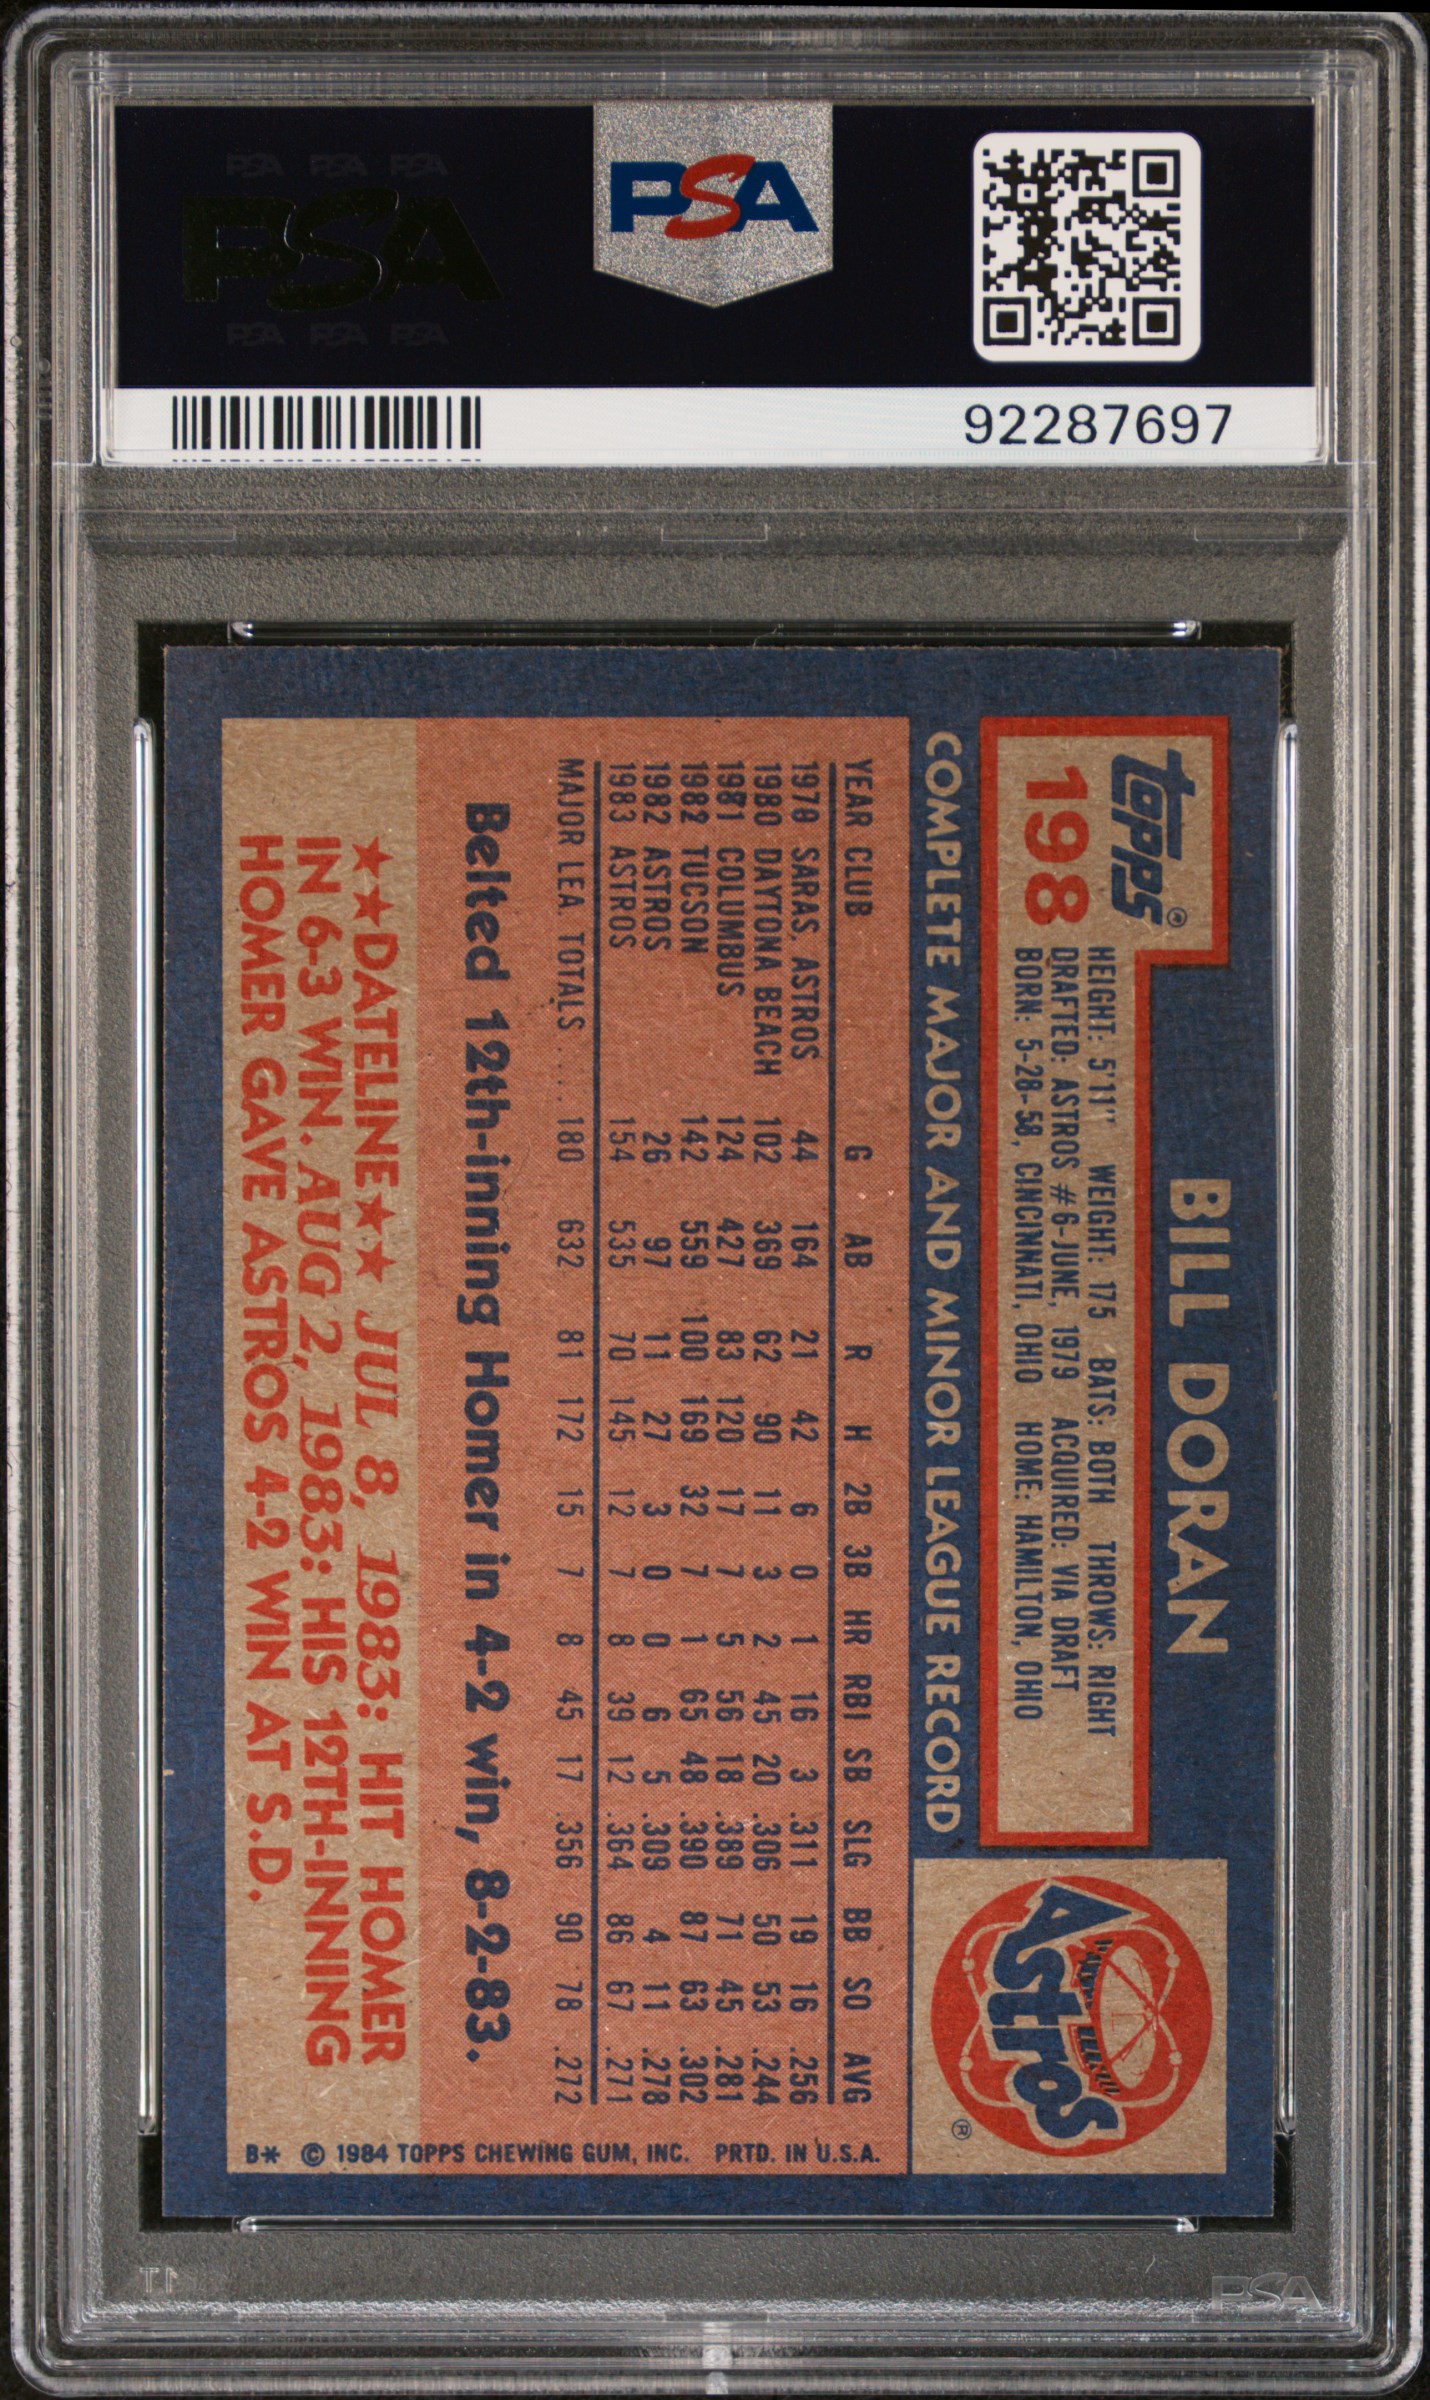 PSA PSA PSA
PSA
PSA PSA PSA
PSA
92287697
topps®
198
BILL DORAN
HEIGHT: 5'11" WEIGHT: 175 BATS: BOTH THROWS: RIGHT
DRAFTED: ASTROS #6-JUNE, 1979 ACQUIRED: VIA DRAFT
BORN: 5-28-58, CINCINNATI, OHIO HOME: HAMILTON, OHIO
Astros
®
COMPLETE MAJOR AND MINOR LEAGUE RECORD
YEAR CLUB G AB R H 2B 3B HR RBI SB SLG BB SO AVG
1979 SARAS. ASTROS 44 164 21 42 6 0 1 16 3 .311 19 16 .256
1980 DAYTONA BEACH 102 369 62 90 11 3 2 45 20 .306 50 53 .244
1981 COLUMBUS 124 427 83 120 17 7 5 56 18 .389 71 45 .281
1982 TUCSON 142 559 100 169 32 7 1 65 48 .390 87 63 .302
1982 ASTROS 26 97 11 27 3 0 0 6 5 .309 4 11 .278
1983 ASTROS 154 535 70 145 12 7 8 39 12 .364 86 67 .271
MAJOR LEA. TOTALS .... 180 632 81 172 15 7 8 45 17 .356 90 78 .272
Belted 12th-inning Homer in 4-2 win, 8-2-83.
★★DATELINE★★ JUL 8, 1983: HIT HOMER
IN 6-3 WIN. AUG 2, 1983: HIS 12TH-INNING
HOMER GAVE ASTROS 4-2 WIN AT S.D.
B* © 1984 TOPPS CHEWING GUM, INC. PRTD. IN U.S.A.
PSA